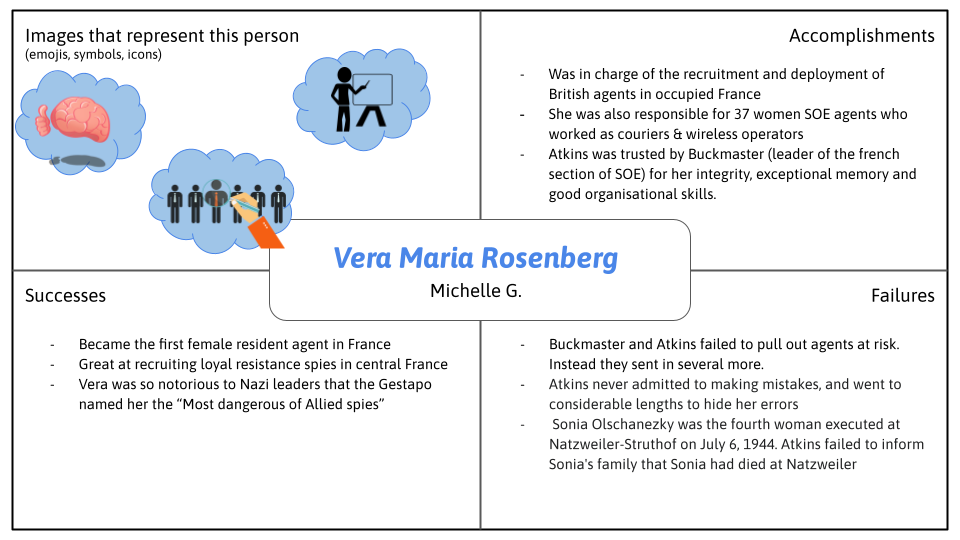 Images that represent this person
(emojis, symbols, icons)
Accomplishments
- Was in charge of the recruitment and deployment of
British agents in occupied France
- She was also responsible for 37 women SOE agents who
worked as couriers & wireless operators
- Atkins was trusted by Buckmaster (leader of the french
section of SOE) for her integrity, exceptional memory and
good organisational skills.
Vera Maria Rosenberg
Michelle G.
Successes
- Became the first female resident agent in France
- Great at recruiting loyal resistance spies in central France
- Vera was so notorious to Nazi leaders that the Gestapo
named her the “Most dangerous of Allied spies”
Failures
- Buckmaster and Atkins failed to pull out agents at risk.
Instead they sent in several more.
- Atkins never admitted to making mistakes, and went to
considerable lengths to hide her errors
- Sonia Olschanezky was the fourth woman executed at
Natzweiler-Struthof on July 6, 1944. Atkins failed to inform
Sonia's family that Sonia had died at Natzweiler